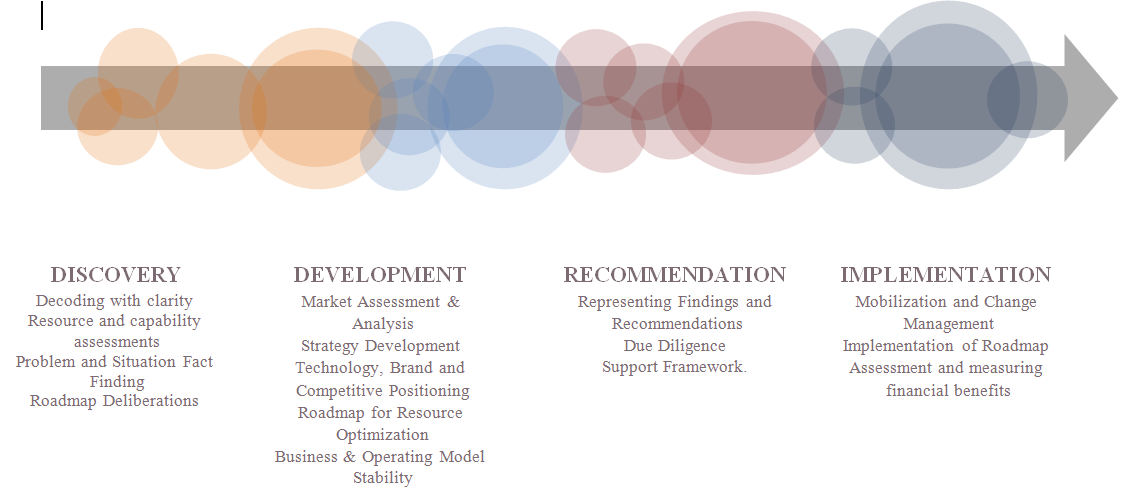 DISCOVERY
Decoding with clarity
Resource and capability
assessments
Problem and Situation Fact
Finding
Roadmap Deliberations
DEVELOPMENT
Market Assessment &
Analysis
Strategy Development
Technology, Brand and
Competitive Positioning
Roadmap for Resource
Optimization
Business & Operating Model
Stability
RECOMMENDATION
Representing Findings and
Recommendations
Due Diligence
Support Framework.
IMPLEMENTATION
Mobilization and Change
Management
Implementation of Roadmap
Assessment and measuring
financial benefits